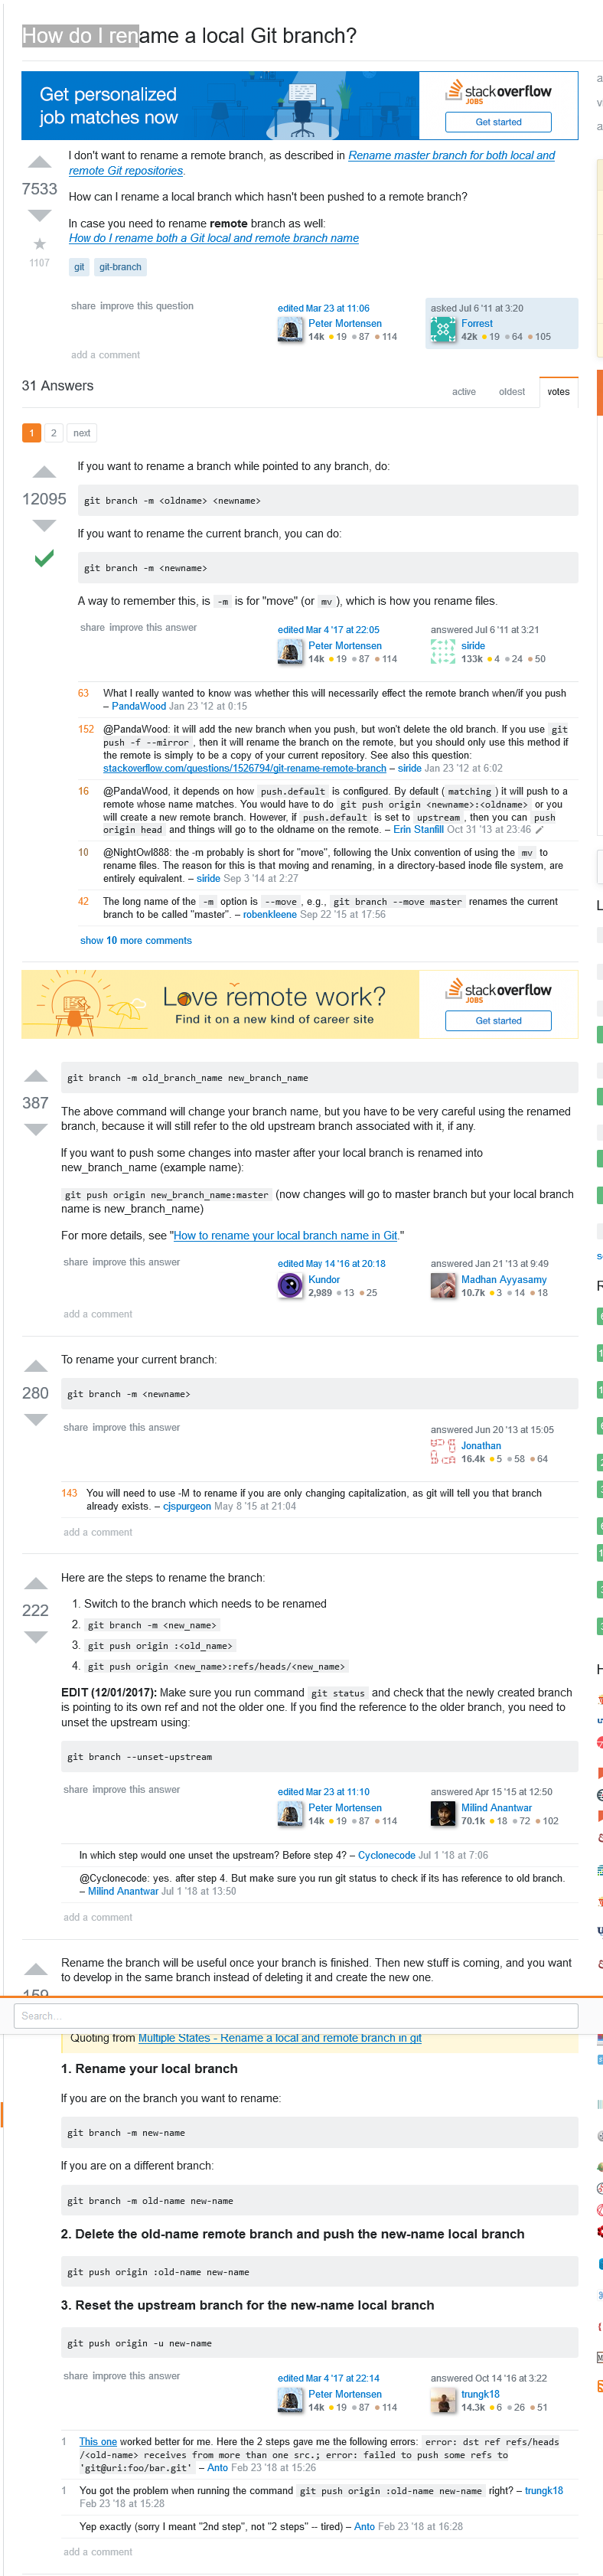 How do I rename a local Git branch?
Get personalized
job matches now
stackoverflow
JOBS
Get started
7533
1107
I don't want to rename a remote branch, as described in Rename master branch for both local and
remote Git repositories.
How can I rename a local branch which hasn't been pushed to a remote branch?
In case you need to rename remote branch as well:
How do I rename both a Git local and remote branch name
git git-branch
share improve this question
edited Mar 23 at 11:06
Peter Mortensen
14k 19 87 114
asked Jul 6 '11 at 3:20
Forrest
42k 19 64 105
add a comment
31 Answers
active oldest votes
1 2 next
12095
If you want to rename a branch while pointed to any branch, do:
git branch -m <oldname> <newname>
If you want to rename the current branch, you can do:
git branch -m <newname>
A way to remember this, is -m is for "move" (or mv ), which is how you rename files.
share improve this answer
edited Mar 4 '17 at 22:05
Peter Mortensen
14k 19 87 114
answered Jul 6 '11 at 3:21
siride
133k 4 24 50
63 What I really wanted to know was whether this will necessarily effect the remote branch when/if you push
– PandaWood Jan 23 '12 at 0:15
152 @PandaWood: it will add the new branch when you push, but won't delete the old branch. If you use git
push -f --mirror , then it will rename the branch on the remote, but you should only use this method if
the remote is simply to be a copy of your current repository. See also this question:
stackoverflow.com/questions/1526794/git-rename-remote-branch – siride Jan 23 '12 at 6:02
16 @PandaWood, it depends on how push.default is configured. By default ( matching ) it will push to a
remote whose name matches. You would have to do git push origin <newname>:<oldname> or you
will create a new remote branch. However, if push.default is set to upstream , then you can push
origin head and things will go to the oldname on the remote. – Erin Stanfill Oct 31 '13 at 23:46
10 @NightOwl888: the -m probably is short for "move", following the Unix convention of using the mv to
rename files. The reason for this is that moving and renaming, in a directory-based inode file system, are
entirely equivalent. – siride Sep 3 '14 at 2:27
42 The long name of the -m option is --move , e.g., git branch --move master renames the current
branch to be called "master". – robenkleene Sep 22 '15 at 17:56
show 10 more comments
Love remote work?
Find it on a new kind of career site
stackoverflow
JOBS
Get started
387
git branch -m old_branch_name new_branch_name
The above command will change your branch name, but you have to be very careful using the renamed
branch, because it will still refer to the old upstream branch associated with it, if any.
If you want to push some changes into master after your local branch is renamed into
new_branch_name (example name):
git push origin new_branch_name:master (now changes will go to master branch but your local branch
name is new_branch_name)
For more details, see "How to rename your local branch name in Git."
share improve this answer
edited May 14 '16 at 20:18
Kundor
2,989 13 25
answered Jan 21 '13 at 9:49
Madhan Ayyasamy
10.7k 3 14 18
add a comment
280
To rename your current branch:
git branch -m <newname>
share improve this answer
answered Jun 20 '13 at 15:05
Jonathan
16.4k 5 58 64
143 You will need to use -M to rename if you are only changing capitalization, as git will tell you that branch
already exists. – cjspurgeon May 8 '15 at 21:04
add a comment
222
Here are the steps to rename the branch:
1. Switch to the branch which needs to be renamed
2. git branch -m <new_name>
3. git push origin :<old_name>
4. git push origin <new_name>:refs/heads/<new_name>
EDIT (12/01/2017): Make sure you run command git status and check that the newly created branch
is pointing to its own ref and not the older one. If you find the reference to the older branch, you need to
unset the upstream using:
git branch --unset-upstream
share improve this answer
edited Mar 23 at 11:10
Peter Mortensen
14k 19 87 114
answered Apr 15 '15 at 12:50
Milind Anantwar
70.1k 18 72 102
In which step would one unset the upstream? Before step 4? – Cyclonecode Jul 1 '18 at 7:06
@Cyclonecode: yes. after step 4. But make sure you run git status to check if its has reference to old branch.
– Milind Anantwar Jul 1 '18 at 13:50
add a comment
159
Rename the branch will be useful once your branch is finished. Then new stuff is coming, and you want
to develop in the same branch instead of deleting it and create the new one.
Search...
Quoting from Multiple States - Rename a local and remote branch in git
1. Rename your local branch
If you are on the branch you want to rename:
git branch -m new-name
If you are on a different branch:
git branch -m old-name new-name
2. Delete the old-name remote branch and push the new-name local branch
git push origin :old-name new-name
3. Reset the upstream branch for the new-name local branch
git push origin -u new-name
share improve this answer
edited Mar 4 '17 at 22:14
Peter Mortensen
14k 19 87 114
answered Oct 14 '16 at 3:22
trungk18
14.3k 6 26 51
1 This one worked better for me. Here the 2 steps gave me the following errors: error: dst ref refs/heads
/<old-name> receives from more than one src.; error: failed to push some refs to
'git@uri:foo/bar.git' – Anto Feb 23 '18 at 15:26
1 You got the problem when running the command git push origin :old-name new-name right? – trungk18
Feb 23 '18 at 15:28
Yep exactly (sorry I meant "2nd step", not "2 steps" -- tired) – Anto Feb 23 '18 at 16:28
add a comment